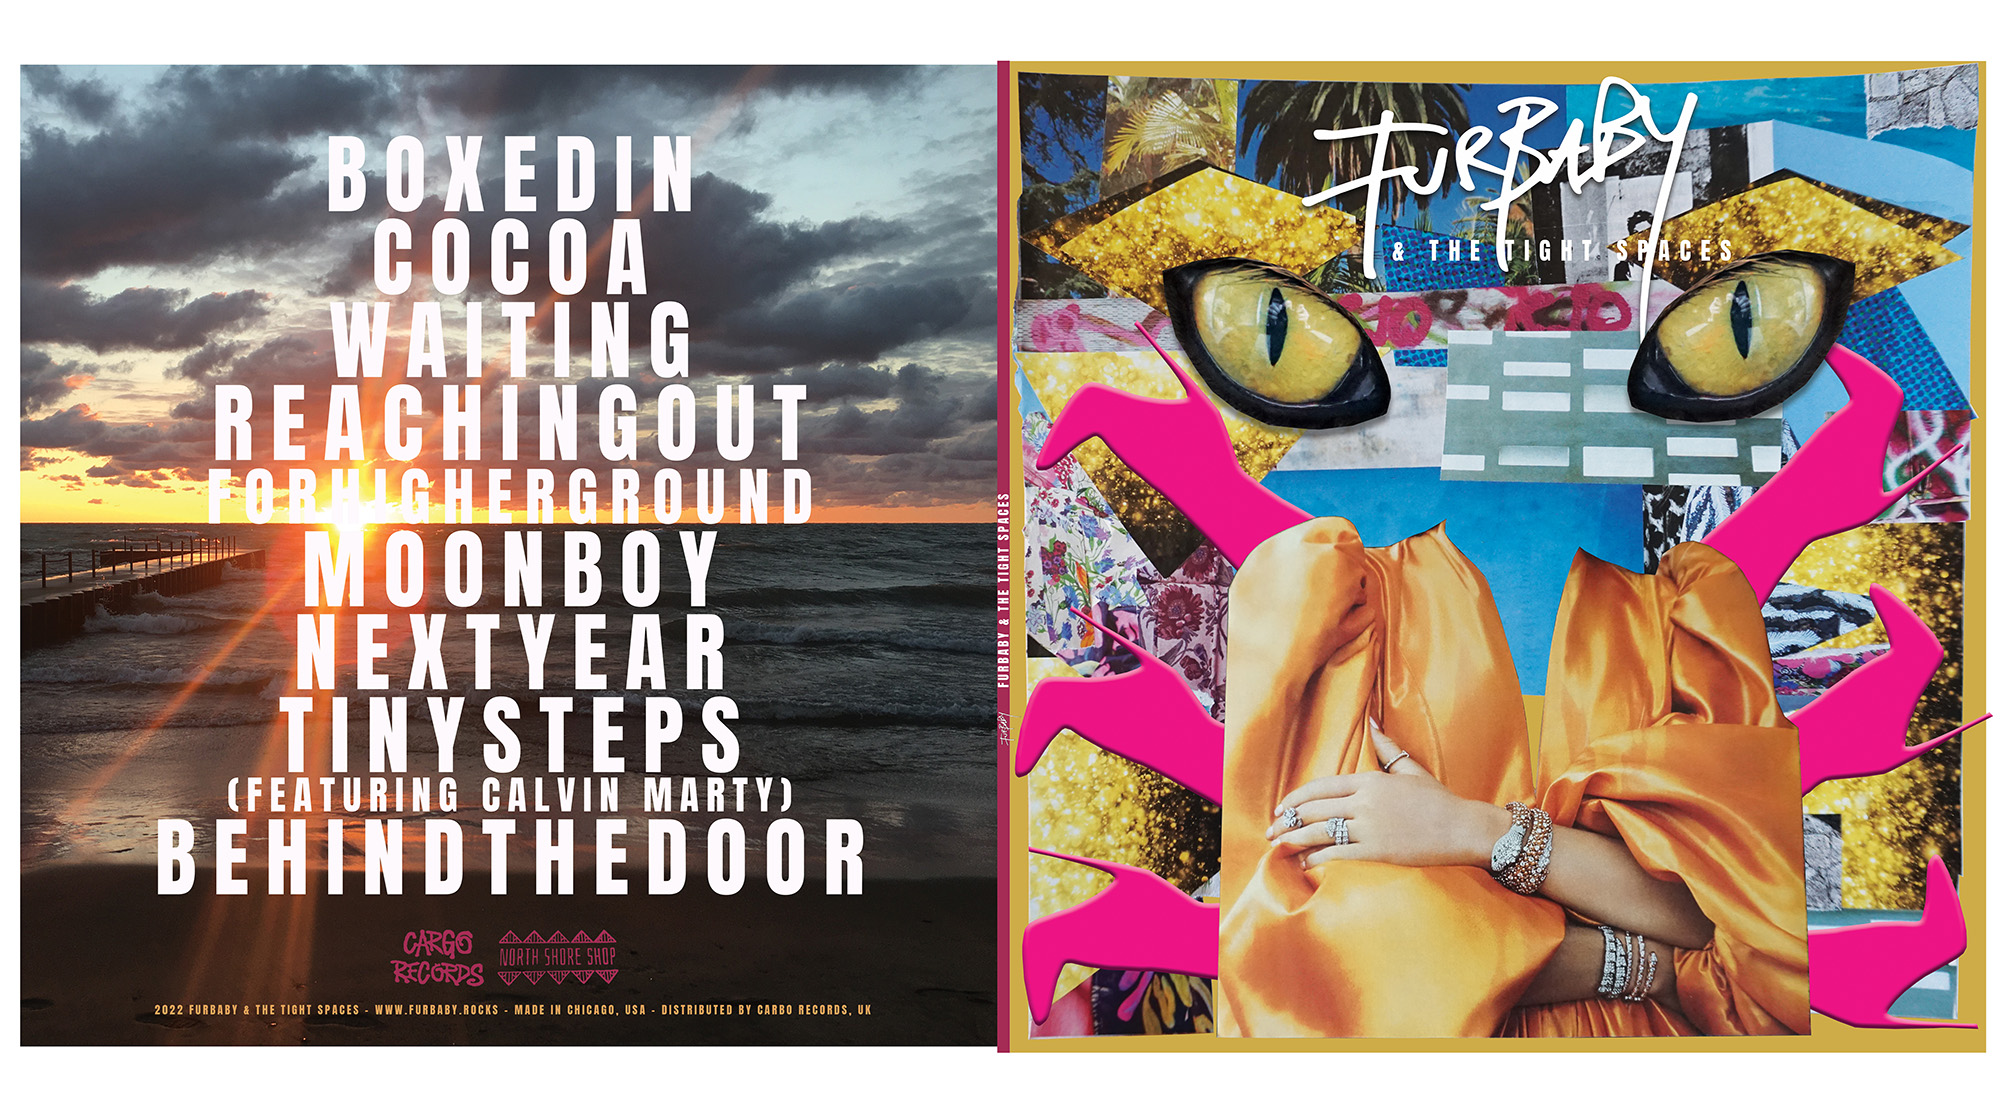 BOXEDIN
COCOA
WAITING
REACHINGOUT
FORHIGHERGROUND
MOONBOY
NEXTYEAR
TINYSTEPS
(FEATURING CALVIN MARTY)
BEHINDTHEDOOR
CARGO
RECORDS
NORTH SHORE SHOP
2022 FURBABY & THE TIGHT SPACES - WWW.FURBABY.ROCKS - MADE IN CHICAGO, USA - DISTRIBUTED BY CARBO RECORDS, UK
FURBABY & THE TIGHT SPACES
FURBABY
FURBABY
& THE TIGHT SPACES